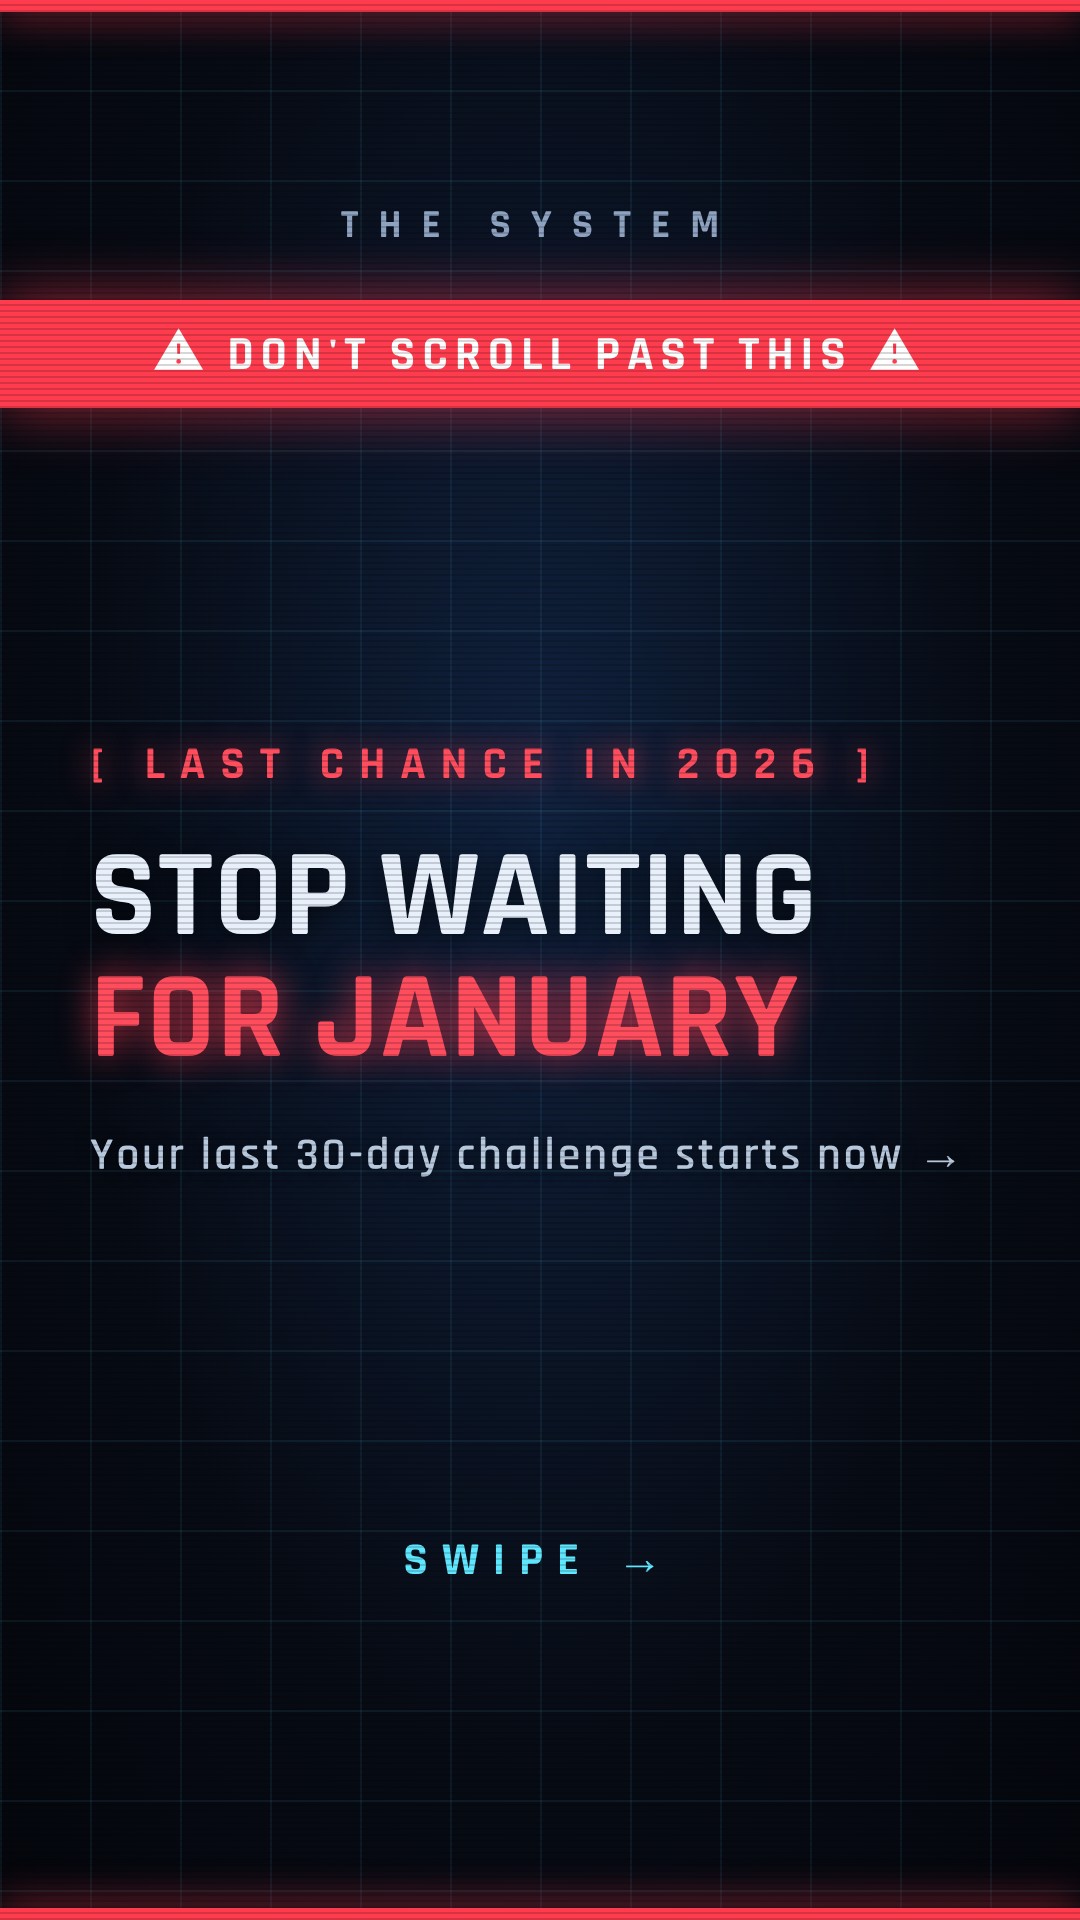 THE SYSTEM
⚠ DON'T SCROLL PAST THIS ⚠
[ LAST CHANCE IN 2026 ]
STOP WAITING
FOR JANUARY
Your last 30-day challenge starts now →
SWIPE →